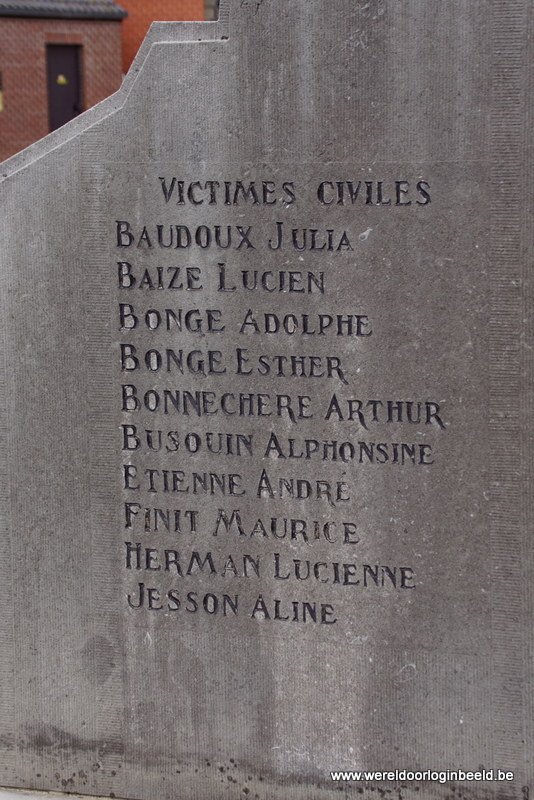 VICTIMES CIVILES
BAUDOUX JULIA
BAIZE LUCIEN
BONGE ADOLPHE
BONGE ESTHER
BONNECHERE ARTHUR
BUSOUIN ALPHONSINE
ETIENNE ANDRÉ
FINIT MAURICE
HERMAN LUCIENNE
JESSON ALINE
www.wereldoorloginbeeld.be